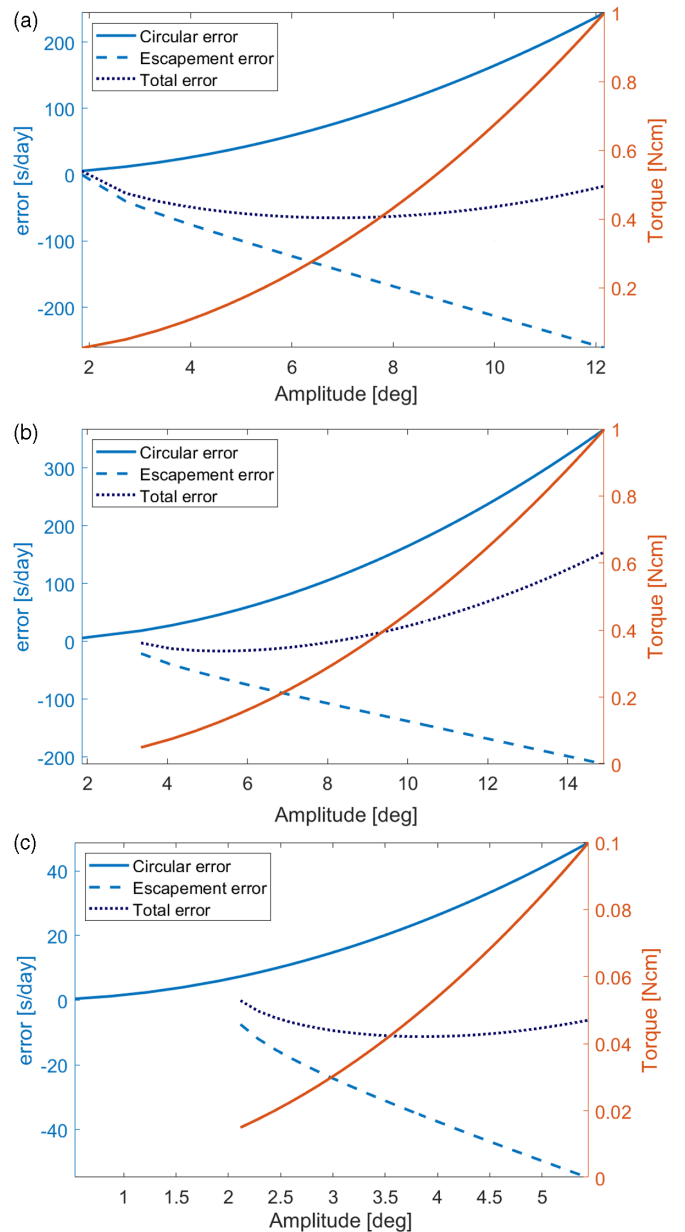 (a)
Circular error
Escapement error
Total error
200
100
0
-100
-200
error [s/day]
1
0.8
0.6
0.4
0.2
Torque [Ncm]
2 4 6 8 10 12
Amplitude [deg]
(b)
Circular error
Escapement error
Total error
300
200
100
0
-100
-200
error [s/day]
1
0.8
0.6
0.4
0.2
0
Torque [Ncm]
2 4 6 8 10 12 14
Amplitude [deg]
(c)
Circular error
Escapement error
Total error
40
20
0
-20
-40
error [s/day]
0.1
0.08
0.06
0.04
0.02
0
Torque [Ncm]
1 1.5 2 2.5 3 3.5 4 4.5 5
Amplitude [deg]